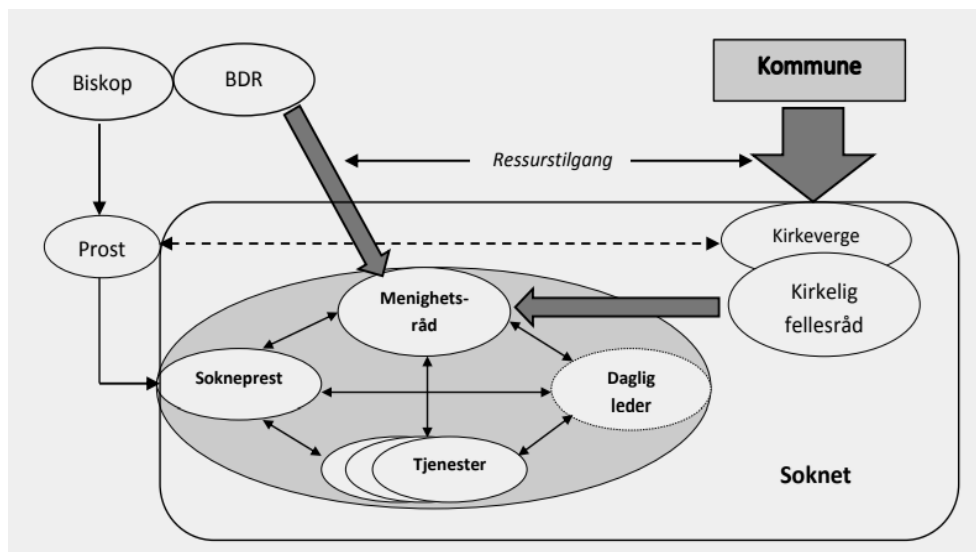 Biskop
BDR
Kommune
Ressurstilgang
Prost
Kirkeverge
Kirkelig
fellesråd
Menighets-
råd
Sokneprest
Daglig
leder
Tjenester
Soknet